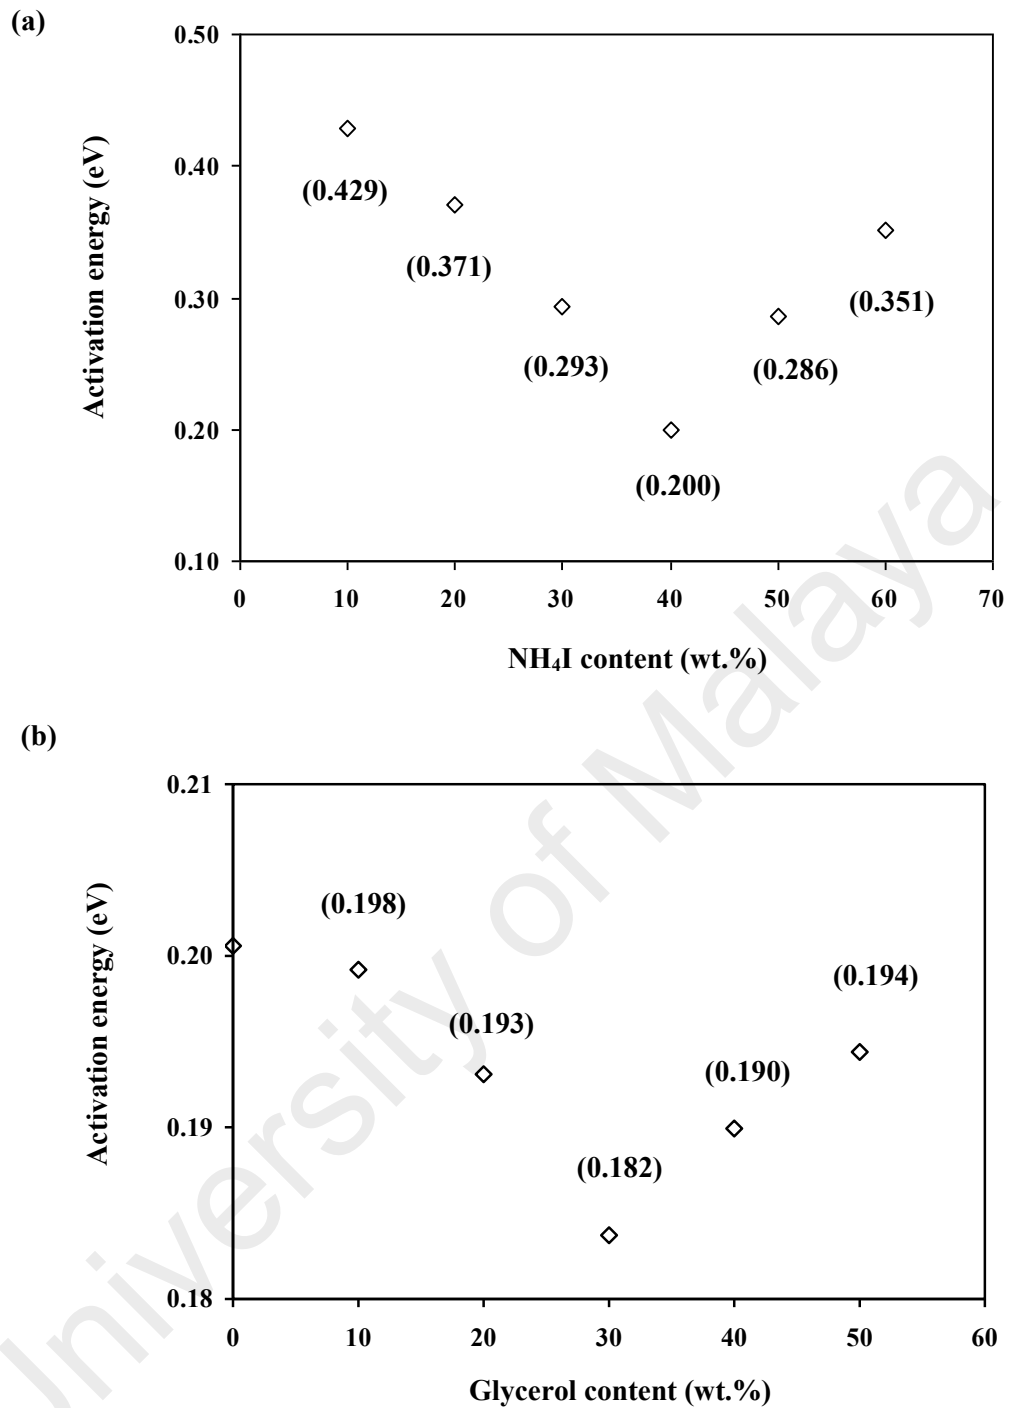 (a)
0.50
0.40
0.30
0.20
0.10
Activation energy (eV)
(0.429)
(0.371)
(0.293)
(0.200)
(0.286)
(0.351)
0 10 20 30 40 50 60 70
NH₄I content (wt.%)
(b)
0.21
0.20
0.19
0.18
Activation energy (eV)
(0.198)
(0.193)
(0.182)
(0.190)
(0.194)
0 10 20 30 40 50 60
Glycerol content (wt.%)
University of Malaya